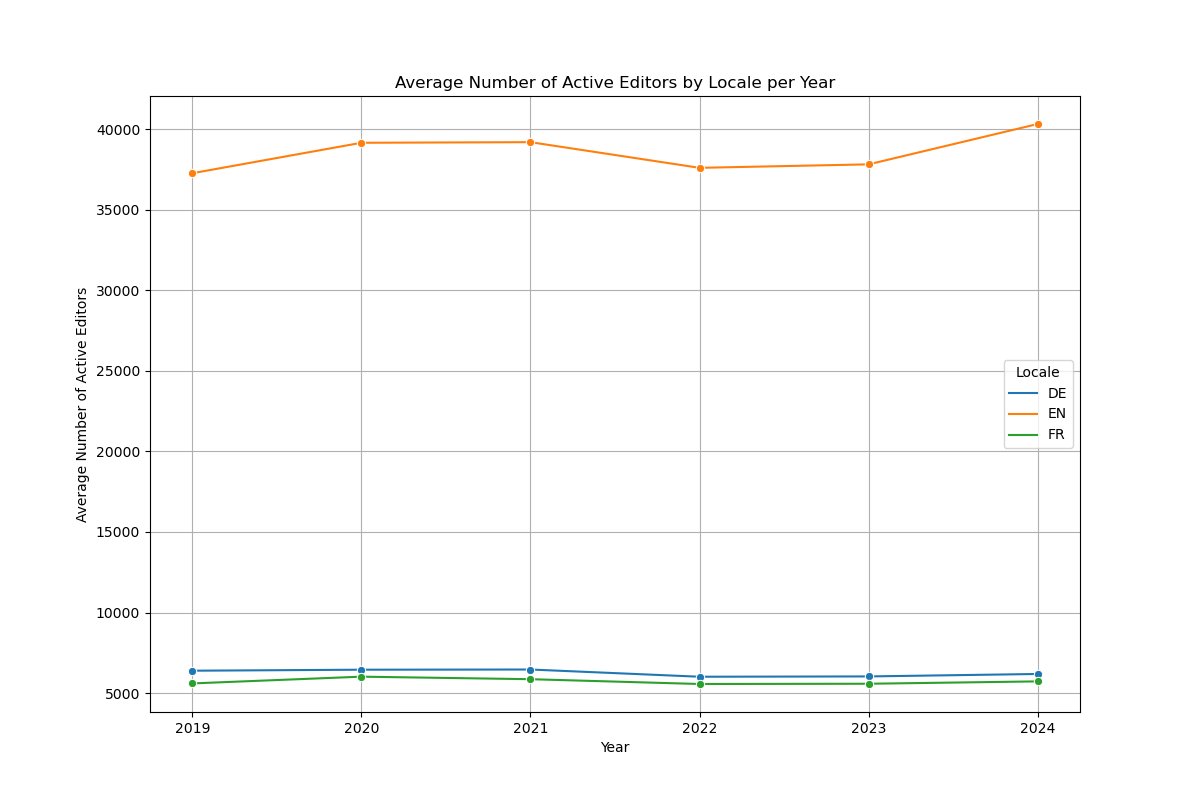 Average Number of Active Editors by Locale per Year
40000
35000
30000
25000
20000
15000
10000
5000
Average Number of Active Editors
Locale
DE
EN
FR
2019 2020 2021 2022 2023 2024
Year